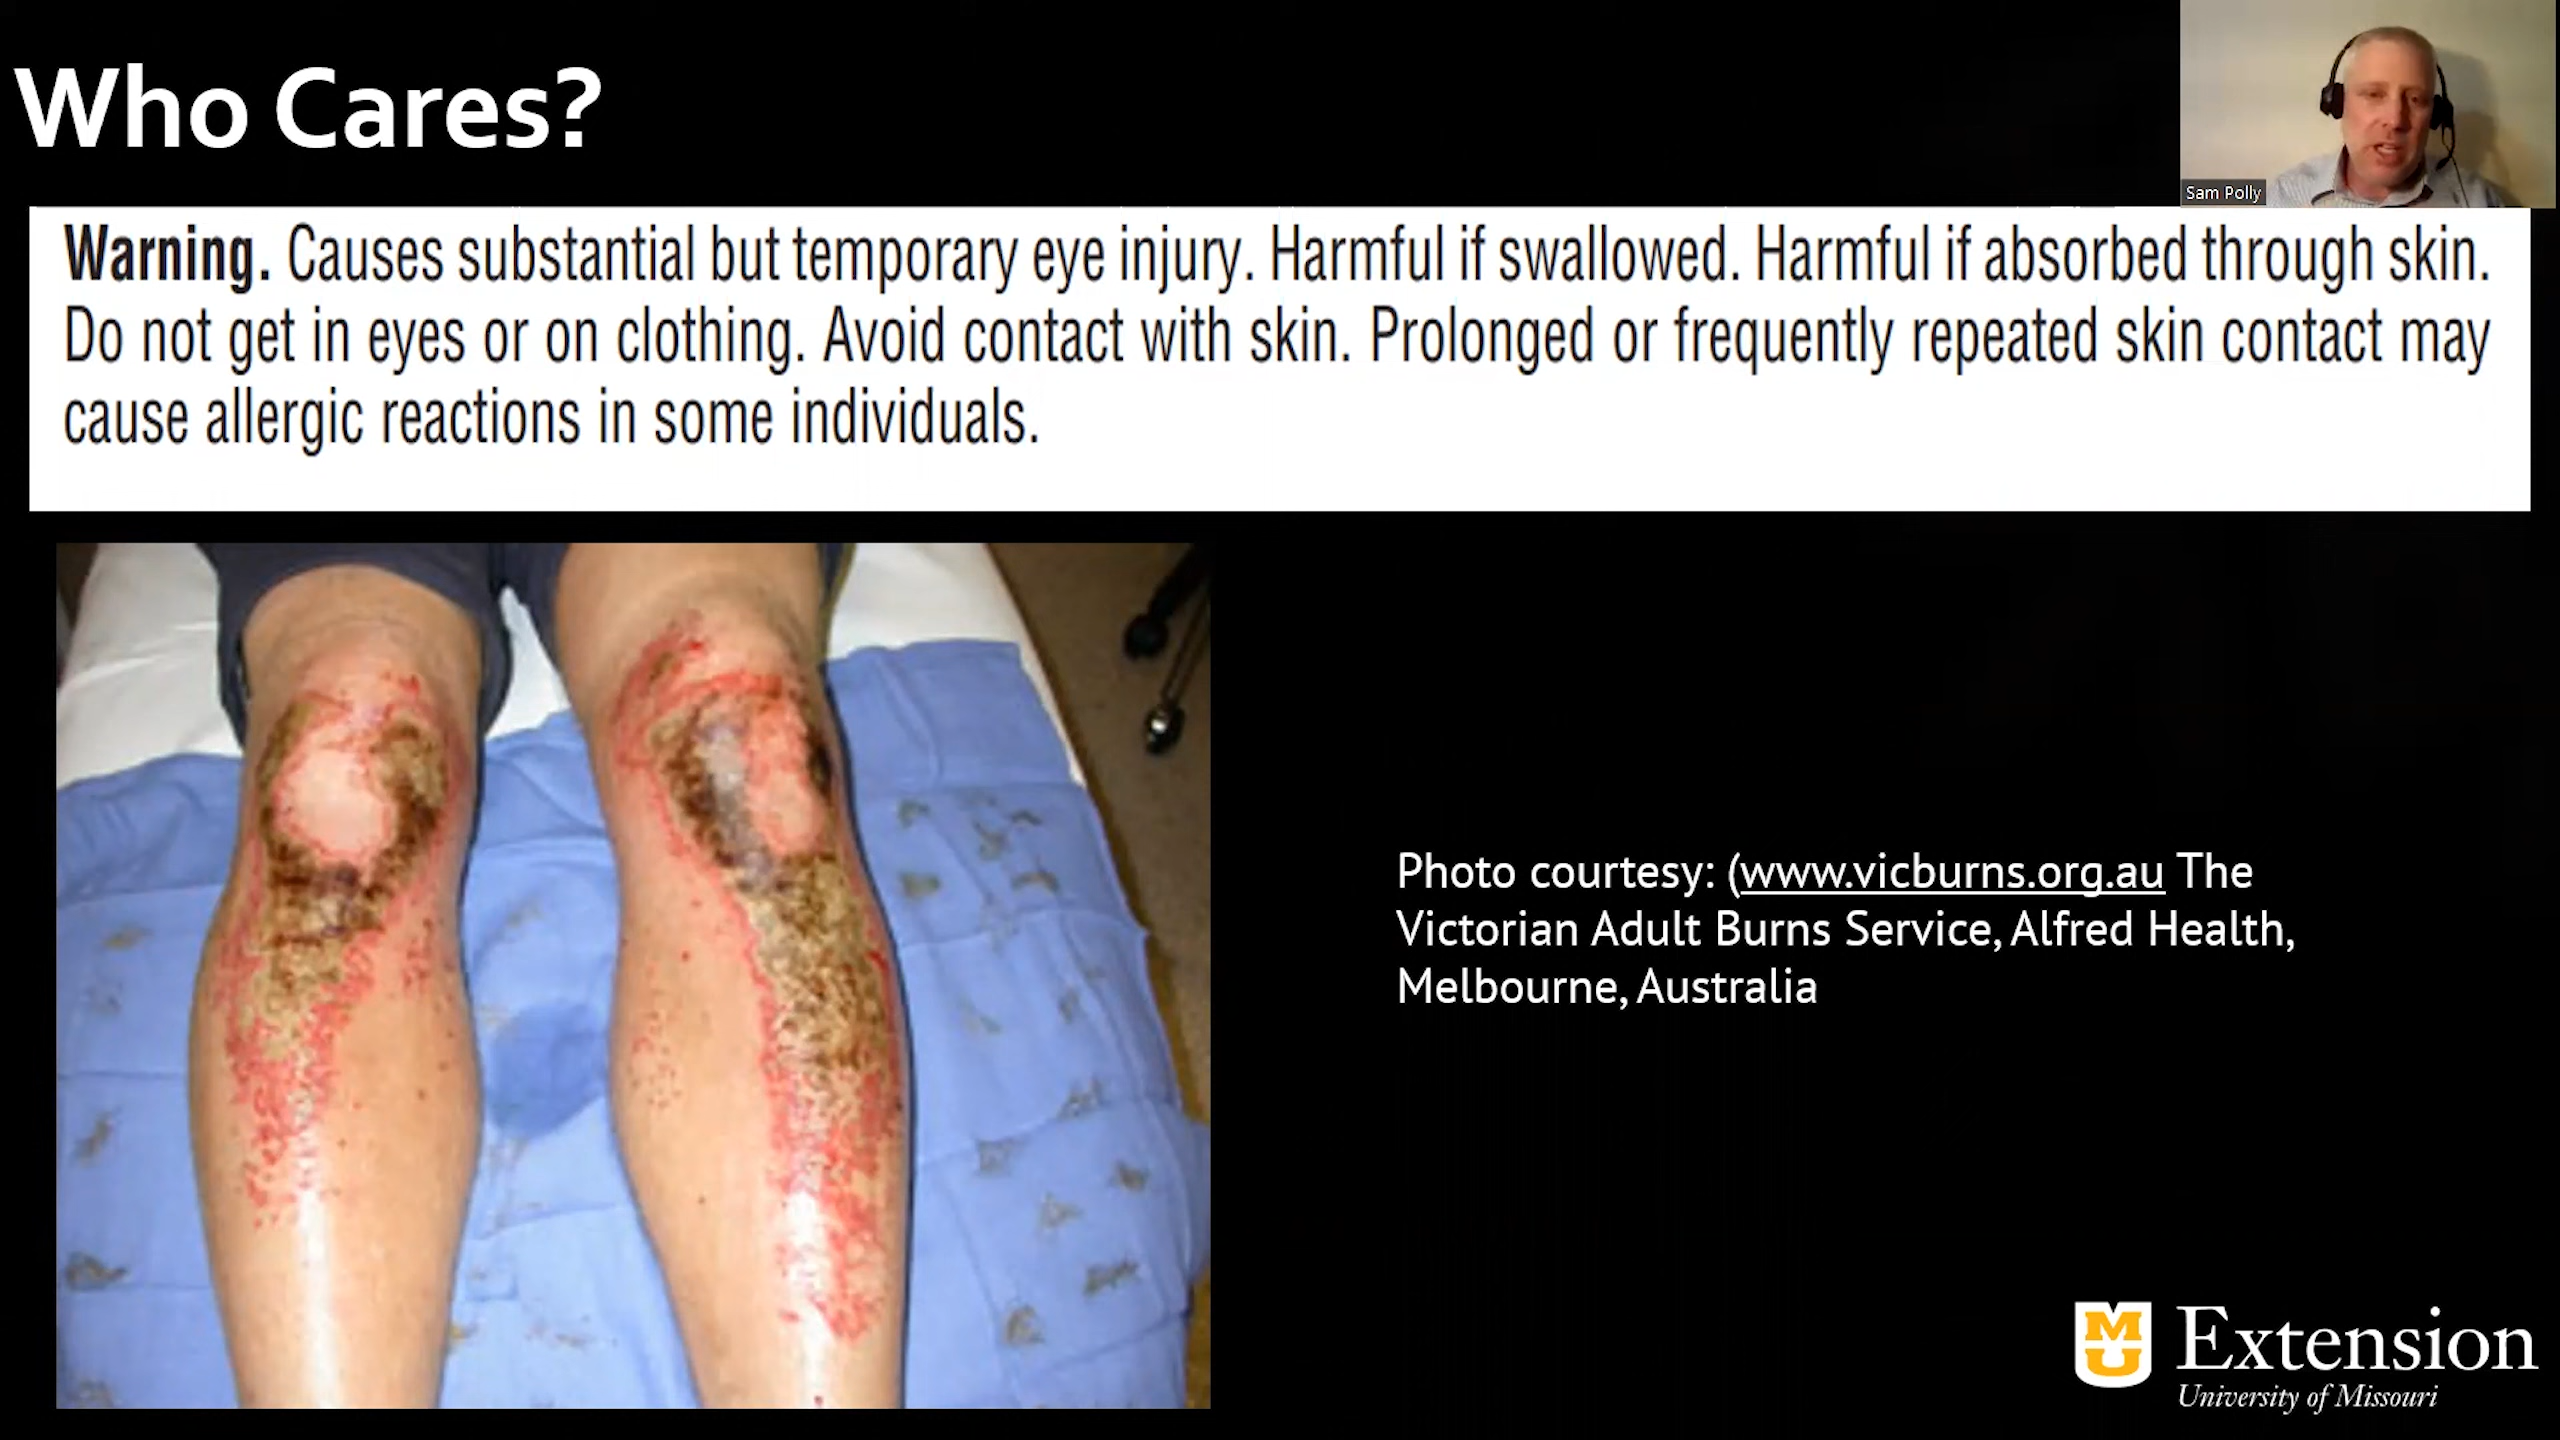 Who Cares?
Sam Polly
Warning. Causes substantial but temporary eye injury. Harmful if swallowed. Harmful if absorbed through skin.
Do not get in eyes or on clothing. Avoid contact with skin. Prolonged or frequently repeated skin contact may
cause allergic reactions in some individuals.
Photo courtesy: (www.vicburns.org.au The
Victorian Adult Burns Service, Alfred Health,
Melbourne, Australia
MU Extension
University of Missouri